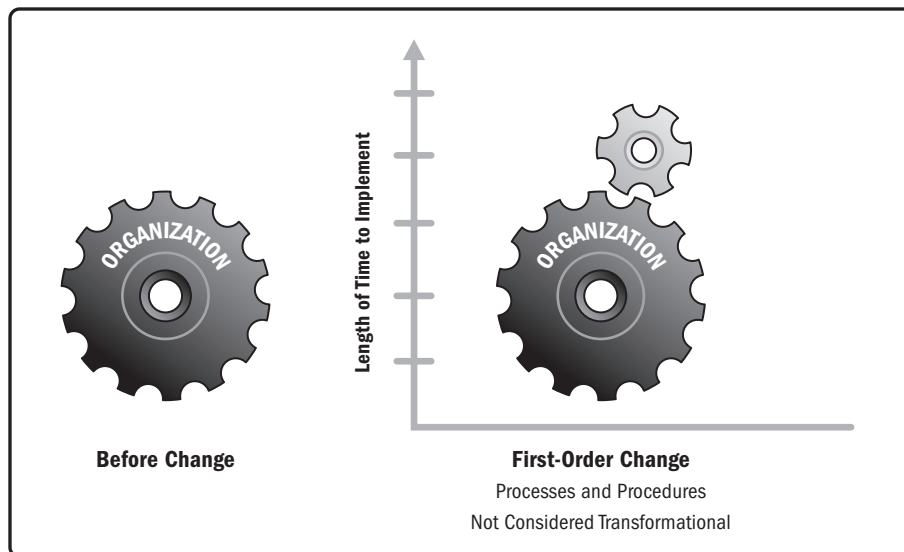 ORGANIZATION
Before Change
Length of Time to Implement
ORGANIZATION
First-Order Change
Processes and Procedures
Not Considered Transformational